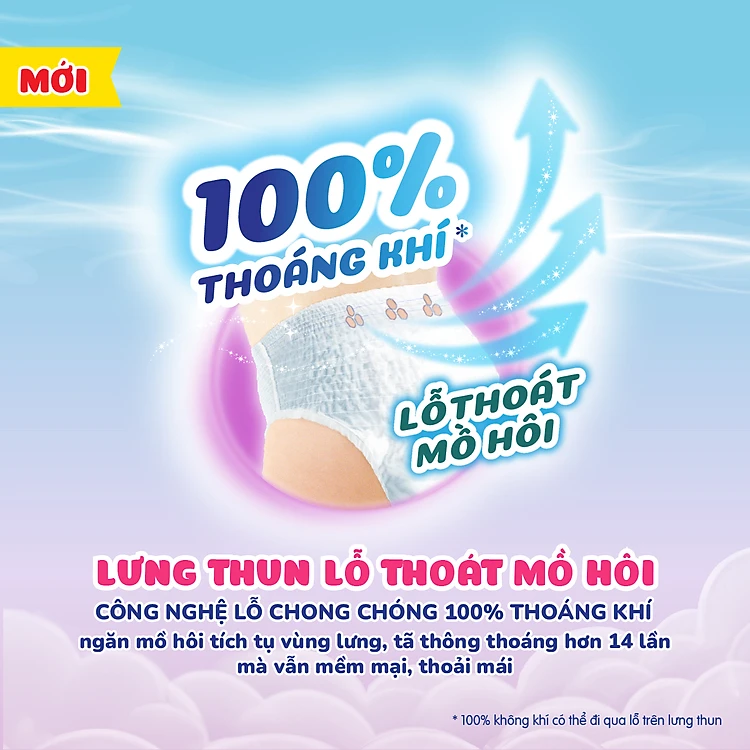 MỚI
100%
THOÁNG KHÍ*
LỖ THOÁT
MỒ HÔI
LƯNG THUN LỖ THOÁT MỒ HÔI
CÔNG NGHỆ LỖ CHONG CHÓNG 100% THOÁNG KHÍ
ngăn mồ hôi tích tụ vùng lưng, tã thông thoáng hơn 14 lần
mà vẫn mềm mại, thoải mái
* 100% không khí có thể đi qua lỗ trên lưng thun